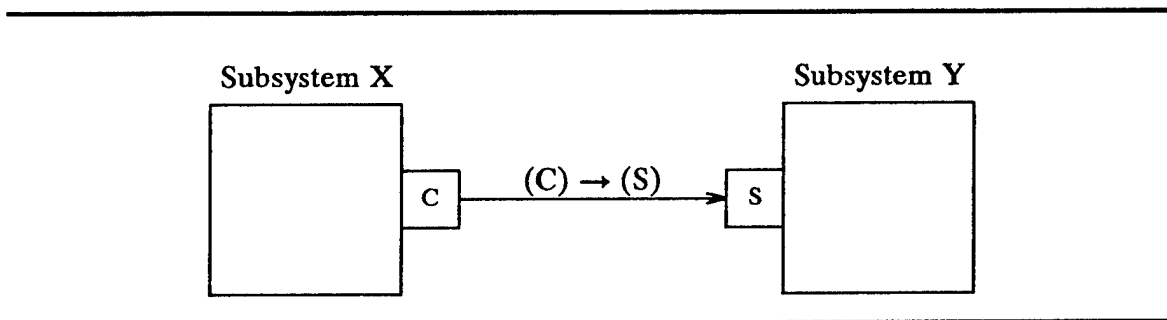 Subsystem X
Subsystem Y
C
(C) → (S)
S